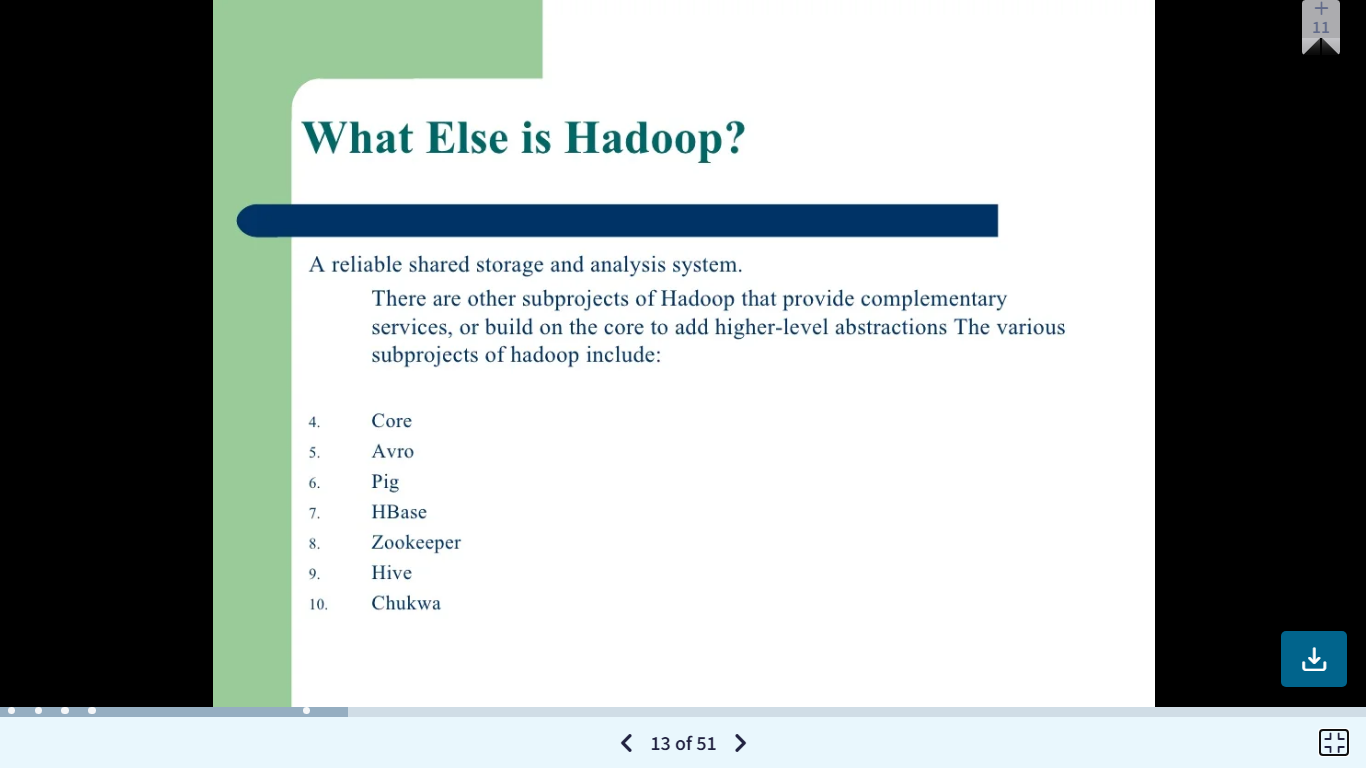 +
11
What Else is Hadoop?
A reliable shared storage and analysis system.
There are other subprojects of Hadoop that provide complementary
services, or build on the core to add higher-level abstractions The various
subprojects of hadoop include:
4. Core
5. Avro
6. Pig
7. HBase
8. Zookeeper
9. Hive
10. Chukwa
13 of 51